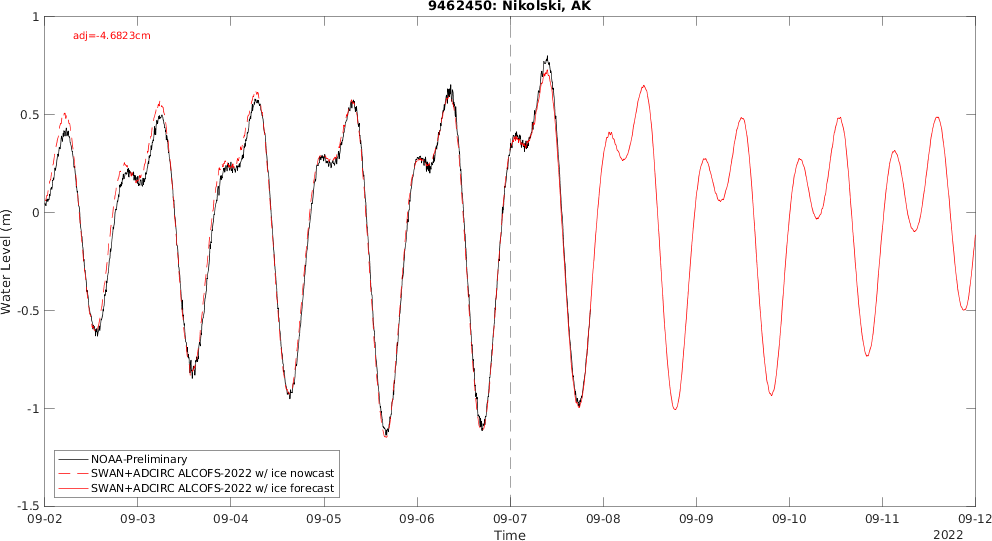 9462450: Nikolski, AK
adj=-4.6823cm
Water Level (m)
1
0.5
0
-0.5
-1
-1.5
NOAA-Preliminary
SWAN+ADCIRC ALCOFS-2022 w/ ice nowcast
SWAN+ADCIRC ALCOFS-2022 w/ ice forecast
09-02 09-03 09-04 09-05 09-06 09-07 09-08 09-09 09-10 09-11 09-12
Time
2022